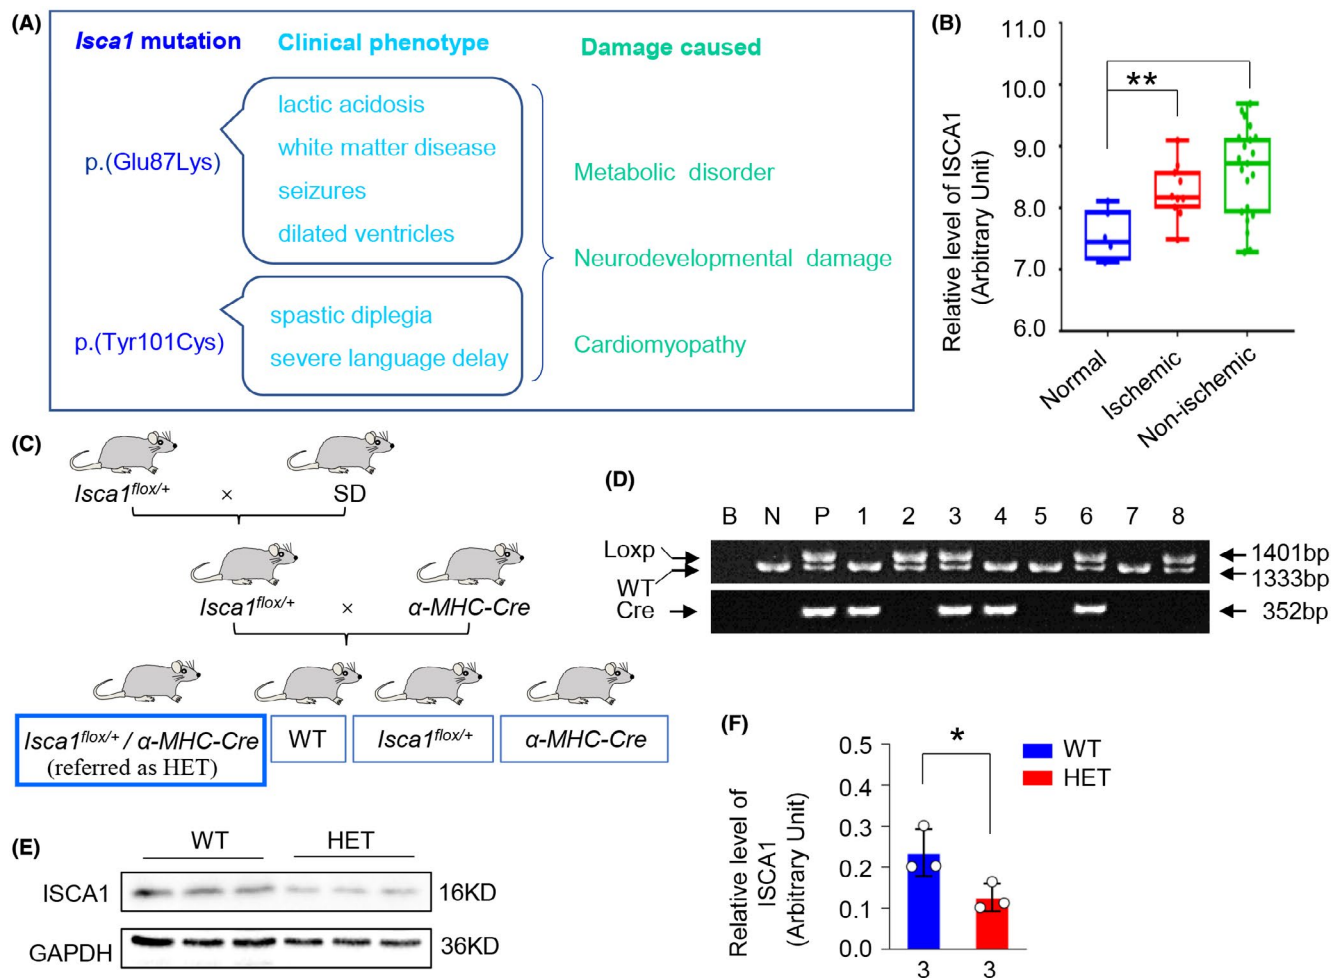 (A)
Isca1 mutation Clinical phenotype Damage caused
p.(Glu87Lys)
lactic acidosis
white matter disease
seizures
dilated ventricles
p.(Tyr101Cys)
spastic diplegia
severe language delay
Metabolic disorder
Neurodevelopmental damage
Cardiomyopathy
(B)
Relative level of ISCA1
(Arbitrary Unit)
11.0
10.0
9.0
8.0
7.0
6.0
**
Normal
Ischemic
Non-ischemic
(C)
Isca1flox/+ × SD
Isca1flox/+ × α-MHC-Cre
Isca1flox/+ / α-MHC-Cre
(referred as HET)
WT
Isca1flox/+
α-MHC-Cre
(D)
B N P 1 2 3 4 5 6 7 8
Loxp
WT
Cre
1401bp
1333bp
352bp
(E)
WT HET
ISCA1 16KD
GAPDH 36KD
(F)
Relative level of
ISCA1
(Arbitrary Unit)
0.5
0.4
0.3
0.2
0.1
0.0
*
WT
HET
3 3